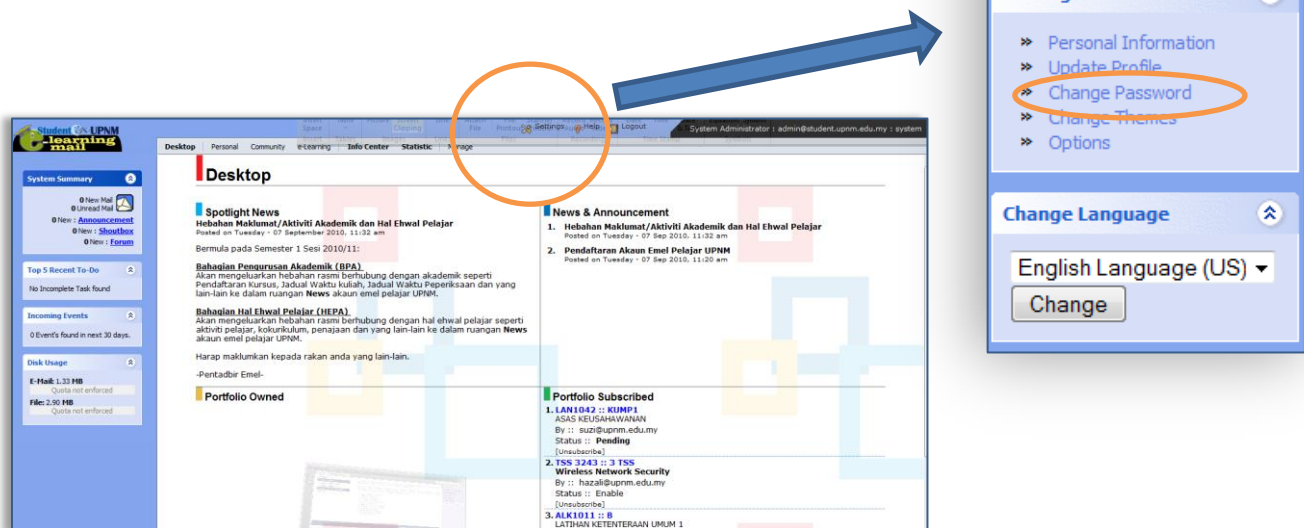 Student @ UPNM
e-learning
mail
Settings Help Logout
System Administrator : admin@student.upnm.edu.my : system
Desktop Personal Community e-Learning Info Center Statistic Manage
System Summary
0 New Mail
0 Unread Mail
0 New : Announcement
0 New : Shoutbox
0 New : Forum
Top 5 Recent To-Do
No Incomplete Task found
Incoming Events
0 Event's found in next 30 days.
Disk Usage
E-Mail: 1.33 MB
Quota not enforced
File: 2.90 MB
Quota not enforced
Desktop
Spotlight News
Hebahan Maklumat/Aktiviti Akademik dan Hal Ehwal Pelajar
Posted on Tuesday - 07 September 2010, 11:32 am
Bermula pada Semester 1 Sesi 2010/11:
Bahagian Pengurusan Akademik (BPA)
Akan mengeluarkan hebahan rasmi berhubung dengan akademik seperti
Pendaftaran Kursus, Jadual Waktu kuliah, Jadual Waktu Peperiksaan dan yang
lain-lain ke dalam ruangan News akaun emel pelajar UPNM.
Bahagian Hal Ehwal Pelajar (HEPA)
Akan mengeluarkan hebahan rasmi berhubung dengan hal ehwal pelajar seperti
aktiviti pelajar, kokurikulum, penajaan dan yang lain-lain ke dalam ruangan News
akaun emel pelajar UPNM.
Harap maklumkan kepada rakan anda yang lain-lain.
-Pentadbir Emel-
Portfolio Owned
News & Announcement
1. Hebahan Maklumat/Aktiviti Akademik dan Hal Ehwal Pelajar
Posted on Tuesday - 07 Sep 2010, 11:32 am
2. Pendaftaran Akaun Emel Pelajar UPNM
Posted on Tuesday - 07 Sep 2010, 11:20 am
Portfolio Subscribed
1. LAN1042 :: KUMP1
ASAS KEUSAHAWANAN
By :: suzi@upnm.edu.my
Status :: Pending
[Unsubscribe]
2. TSS 3243 :: 3 TSS
Wireless Network Security
By :: hazali@upnm.edu.my
Status :: Enable
[Unsubscribe]
3. ALK1011 :: B
LATIHAN KETENTERAAN UMUM 1
» Personal Information
» Update Profile
» Change Password
» Change Themes
» Options
Change Language
English Language (US)
Change